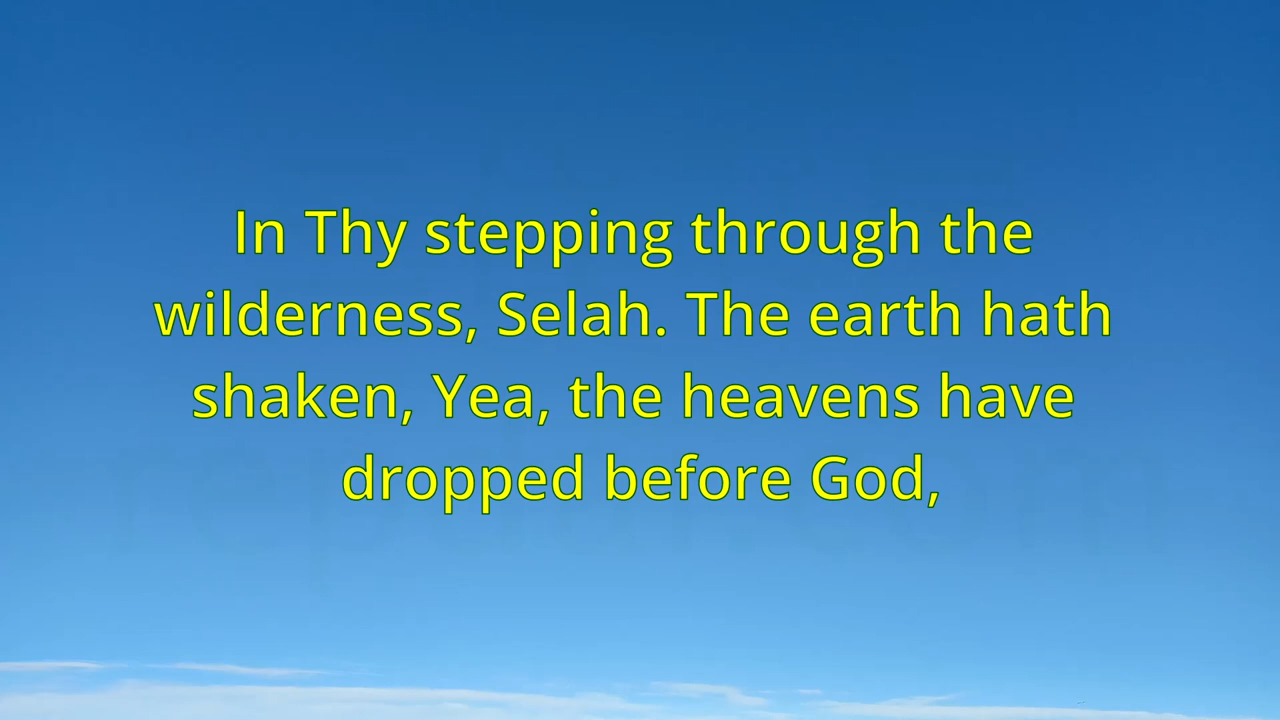 In Thy stepping through the
wilderness, Selah. The earth hath
shaken, Yea, the heavens have
dropped before God,